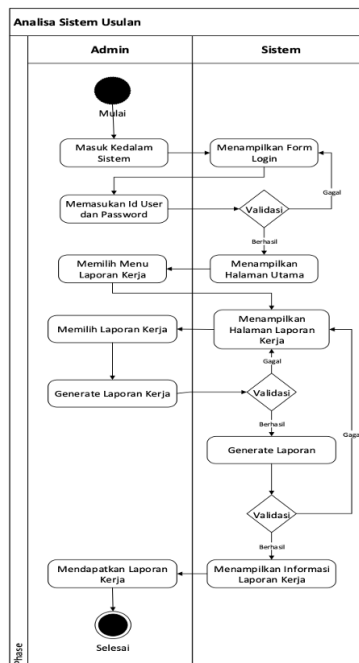 Analisa Sistem Usulan
Admin
Sistem
Mulai
Masuk Kedalam
Sistem
Menampilkan Form
Login
Gagal
Memasukan Id User
dan Password
Validasi
Berhasil
Memilih Menu
Laporan Kerja
Menampilkan
Halaman Utama
Memilih Laporan Kerja
Menampilkan
Halaman Laporan
Kerja
Gagal
Generate Laporan Kerja
Validasi
Berhasil
Gagal
Generate Laporan
Validasi
Berhasil
Mendapatkan Laporan
Kerja
Menampilkan Informasi
Laporan Kerja
Selesai
Phase